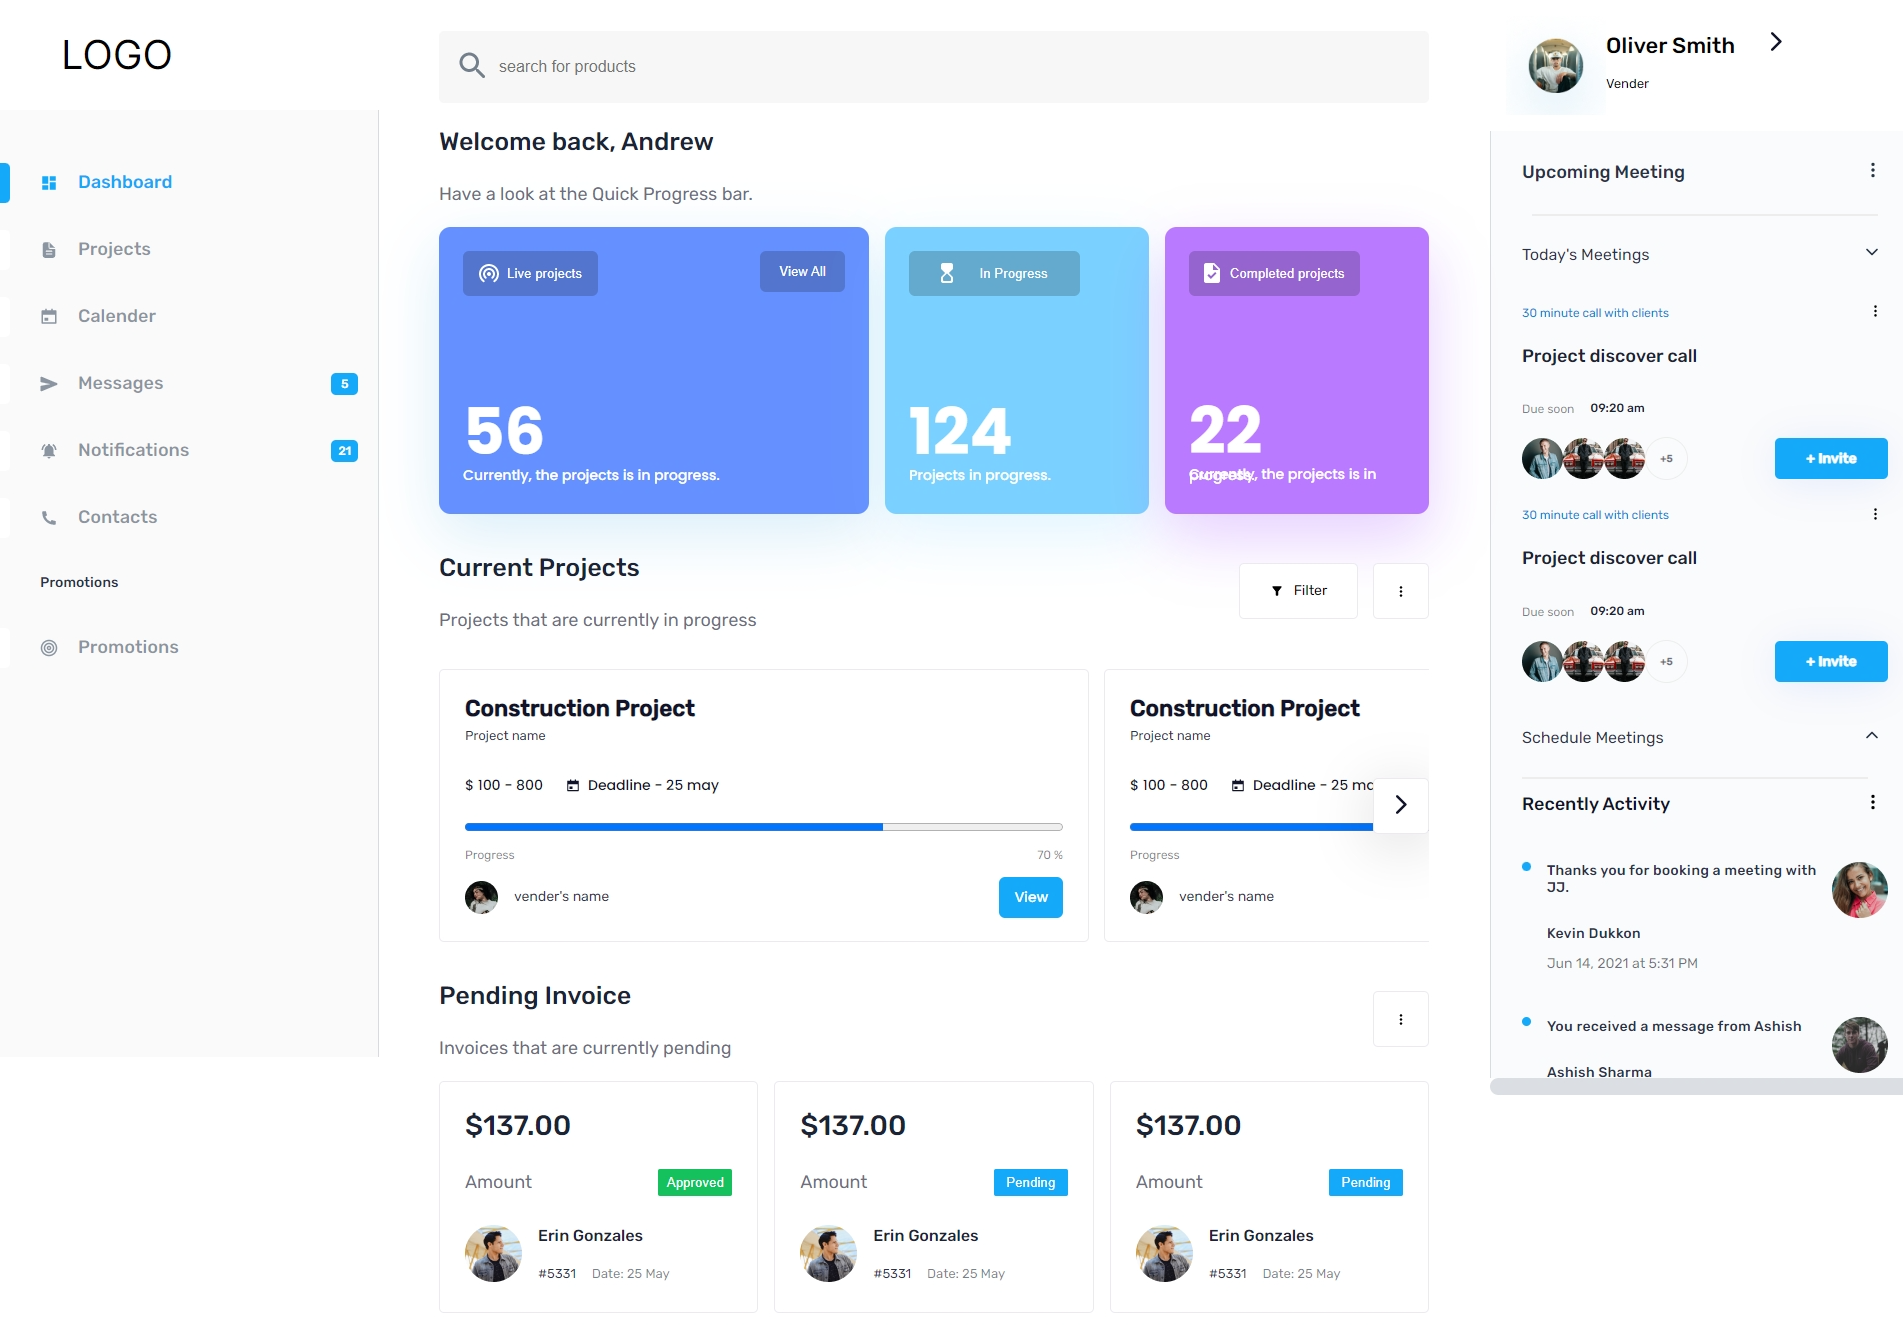 LOGO
search for products
Oliver Smith
Vender
Dashboard
Projects
Calender
Messages
5
Notifications
21
Contacts
Promotions
Promotions
Welcome back, Andrew
Have a look at the Quick Progress bar.
Live projects
View All
56
Currently, the projects is in progress.
In Progress
124
Projects in progress.
Completed projects
22
Currently, the projects is in
progress.
Current Projects
Projects that are currently in progress
Filter
Construction Project
Project name
$ 100 - 800
Deadline - 25 may
Progress
70 %
vender's name
View
Construction Project
Project name
$ 100 - 800
Deadline - 25 ma
Progress
vender's name
Pending Invoice
Invoices that are currently pending
$137.00
Amount
Approved
Erin Gonzales
#5331 Date: 25 May
$137.00
Amount
Pending
Erin Gonzales
#5331 Date: 25 May
$137.00
Amount
Pending
Erin Gonzales
#5331 Date: 25 May
Upcoming Meeting
Today's Meetings
30 minute call with clients
Project discover call
Due soon 09:20 am
+5
+ Invite
30 minute call with clients
Project discover call
Due soon 09:20 am
+5
+ Invite
Schedule Meetings
Recently Activity
Thanks you for booking a meeting with
JJ.
Kevin Dukkon
Jun 14, 2021 at 5:31 PM
You received a message from Ashish
Ashish Sharma